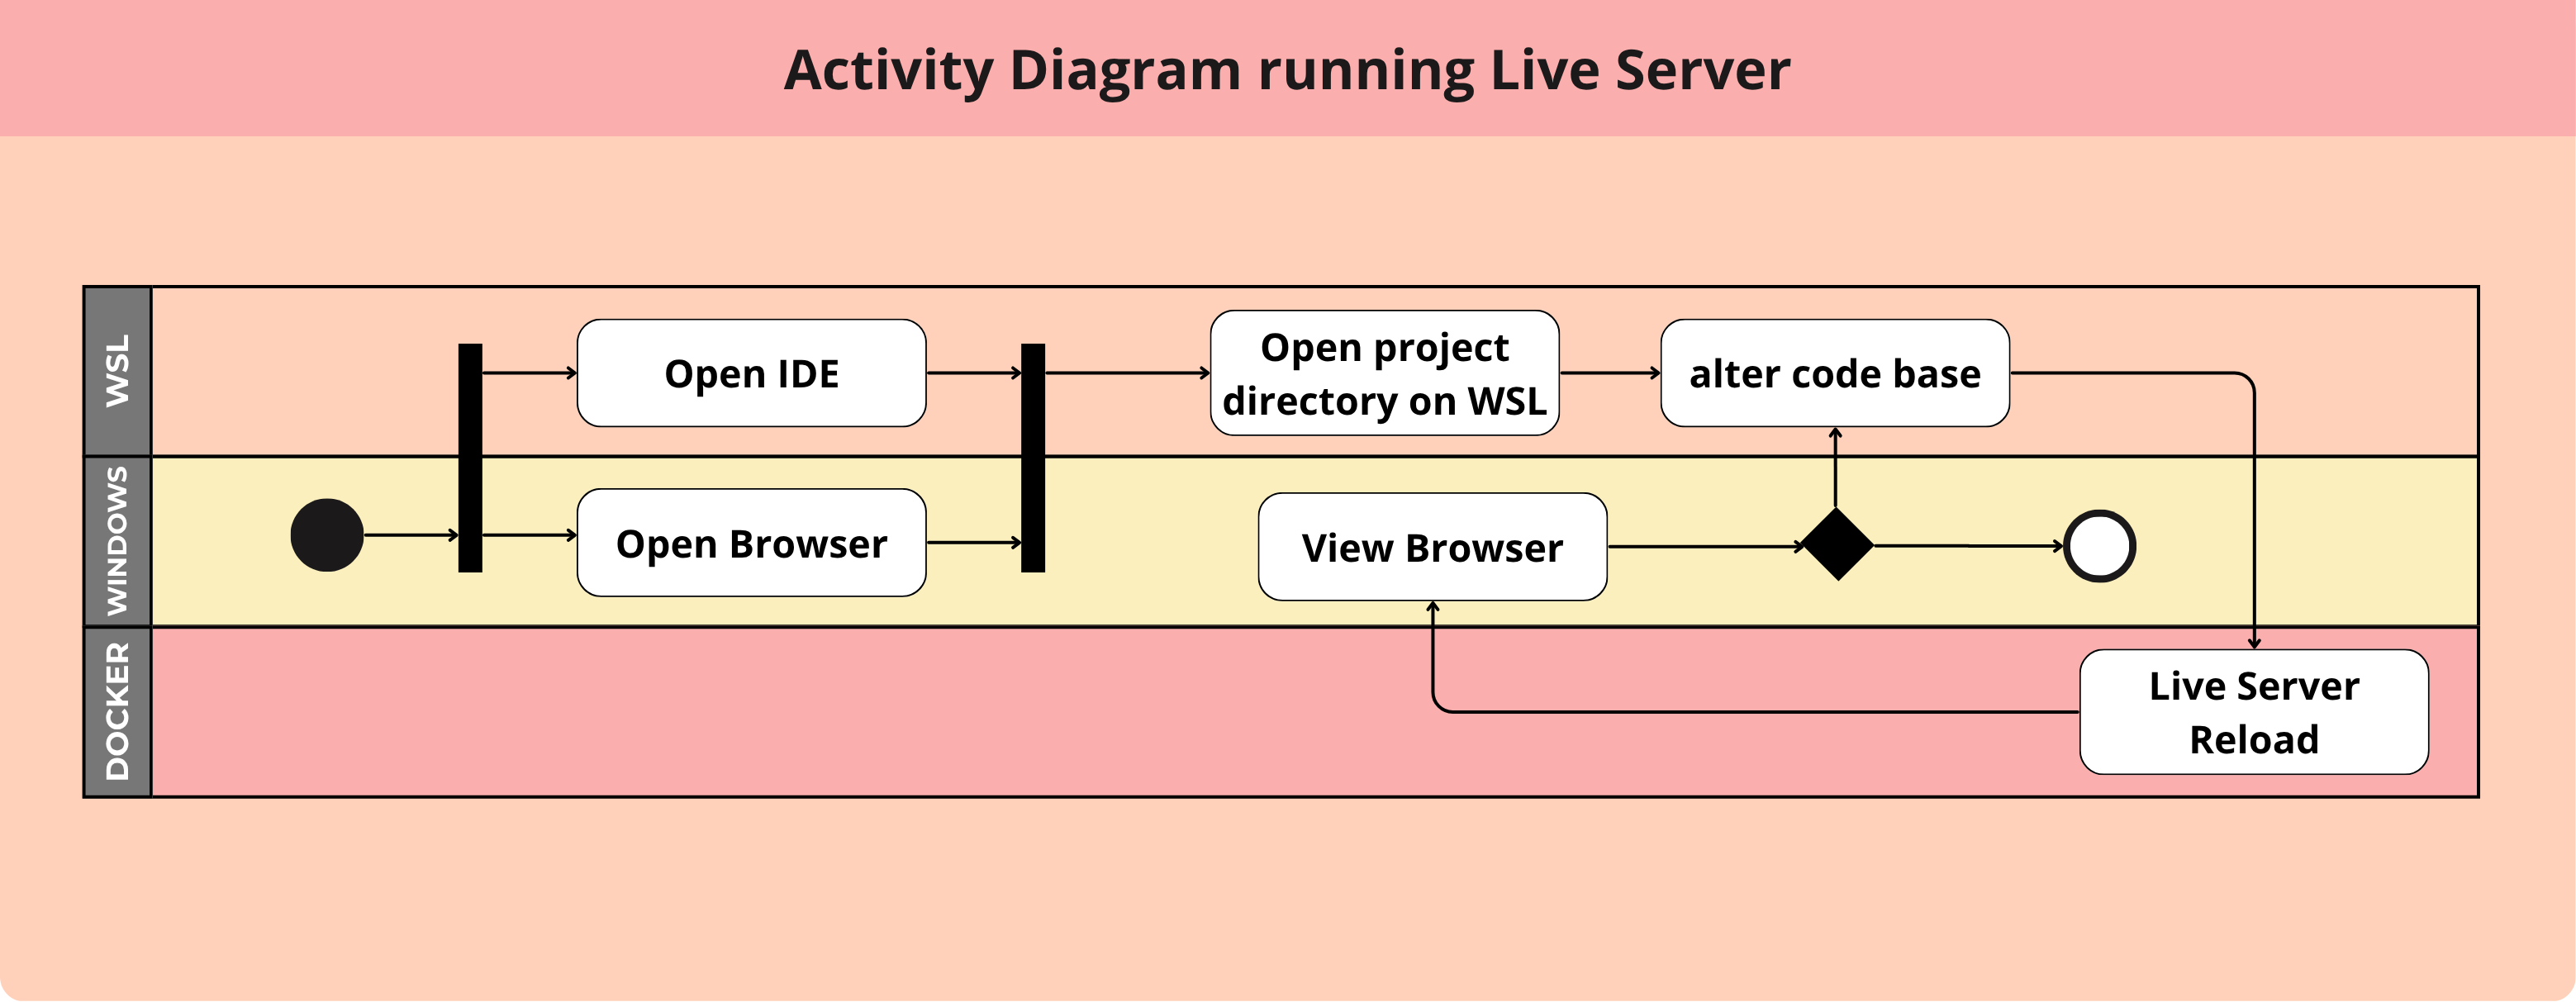 Activity Diagram running Live Server
WSL
Open IDE
Open project
directory on WSL
alter code base
WINDOWS
Open Browser
View Browser
DOCKER
Live Server
Reload